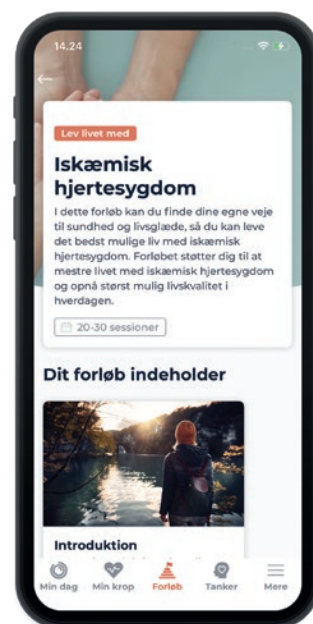 14.24
Lev livet med
Iskæmisk
hjertesygdom
I dette forløb kan du finde dine egne veje
til sundhed og livsglæde, så du kan leve
det bedst mulige liv med iskæmisk
hjertesygdom. Forløbet støtter dig til at
mestre livet med iskæmisk hjertesygdom
og opnå størst mulig livskvalitet i
hverdagen.
20-30 sessioner
Dit forløb indeholder
Introduktion
Min dag Min krop Forløb Tanker Mere